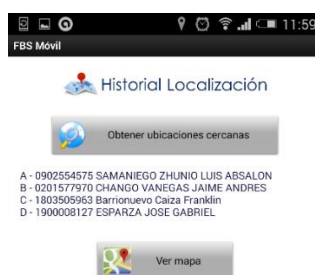 11:59
FBS Móvil
Historial Localización
Obtener ubicaciones cercanas
A - 0902554575 SAMANIEGO ZHUNIO LUIS ABSALON
B - 0201577970 CHANGO VANEGAS JAIME ANDRES
C - 1803505963 Barrionuevo Caiza Franklin
D - 1900008127 ESPARZA JOSE GABRIEL
Ver mapa